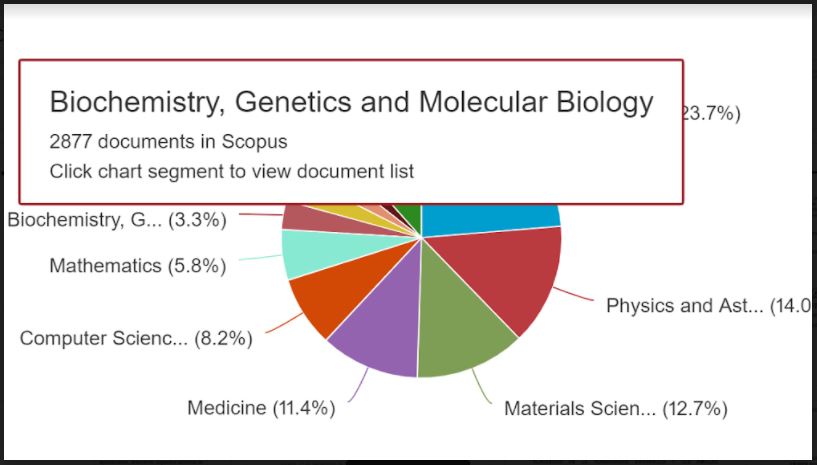 Biochemistry, Genetics and Molecular Biology
2877 documents in Scopus
Click chart segment to view document list
23.7%)
Biochemistry, G... (3.3%)
Mathematics (5.8%)
Physics and Ast... (14.0
Computer Scienc... (8.2%)
Medicine (11.4%)
Materials Scien... (12.7%)